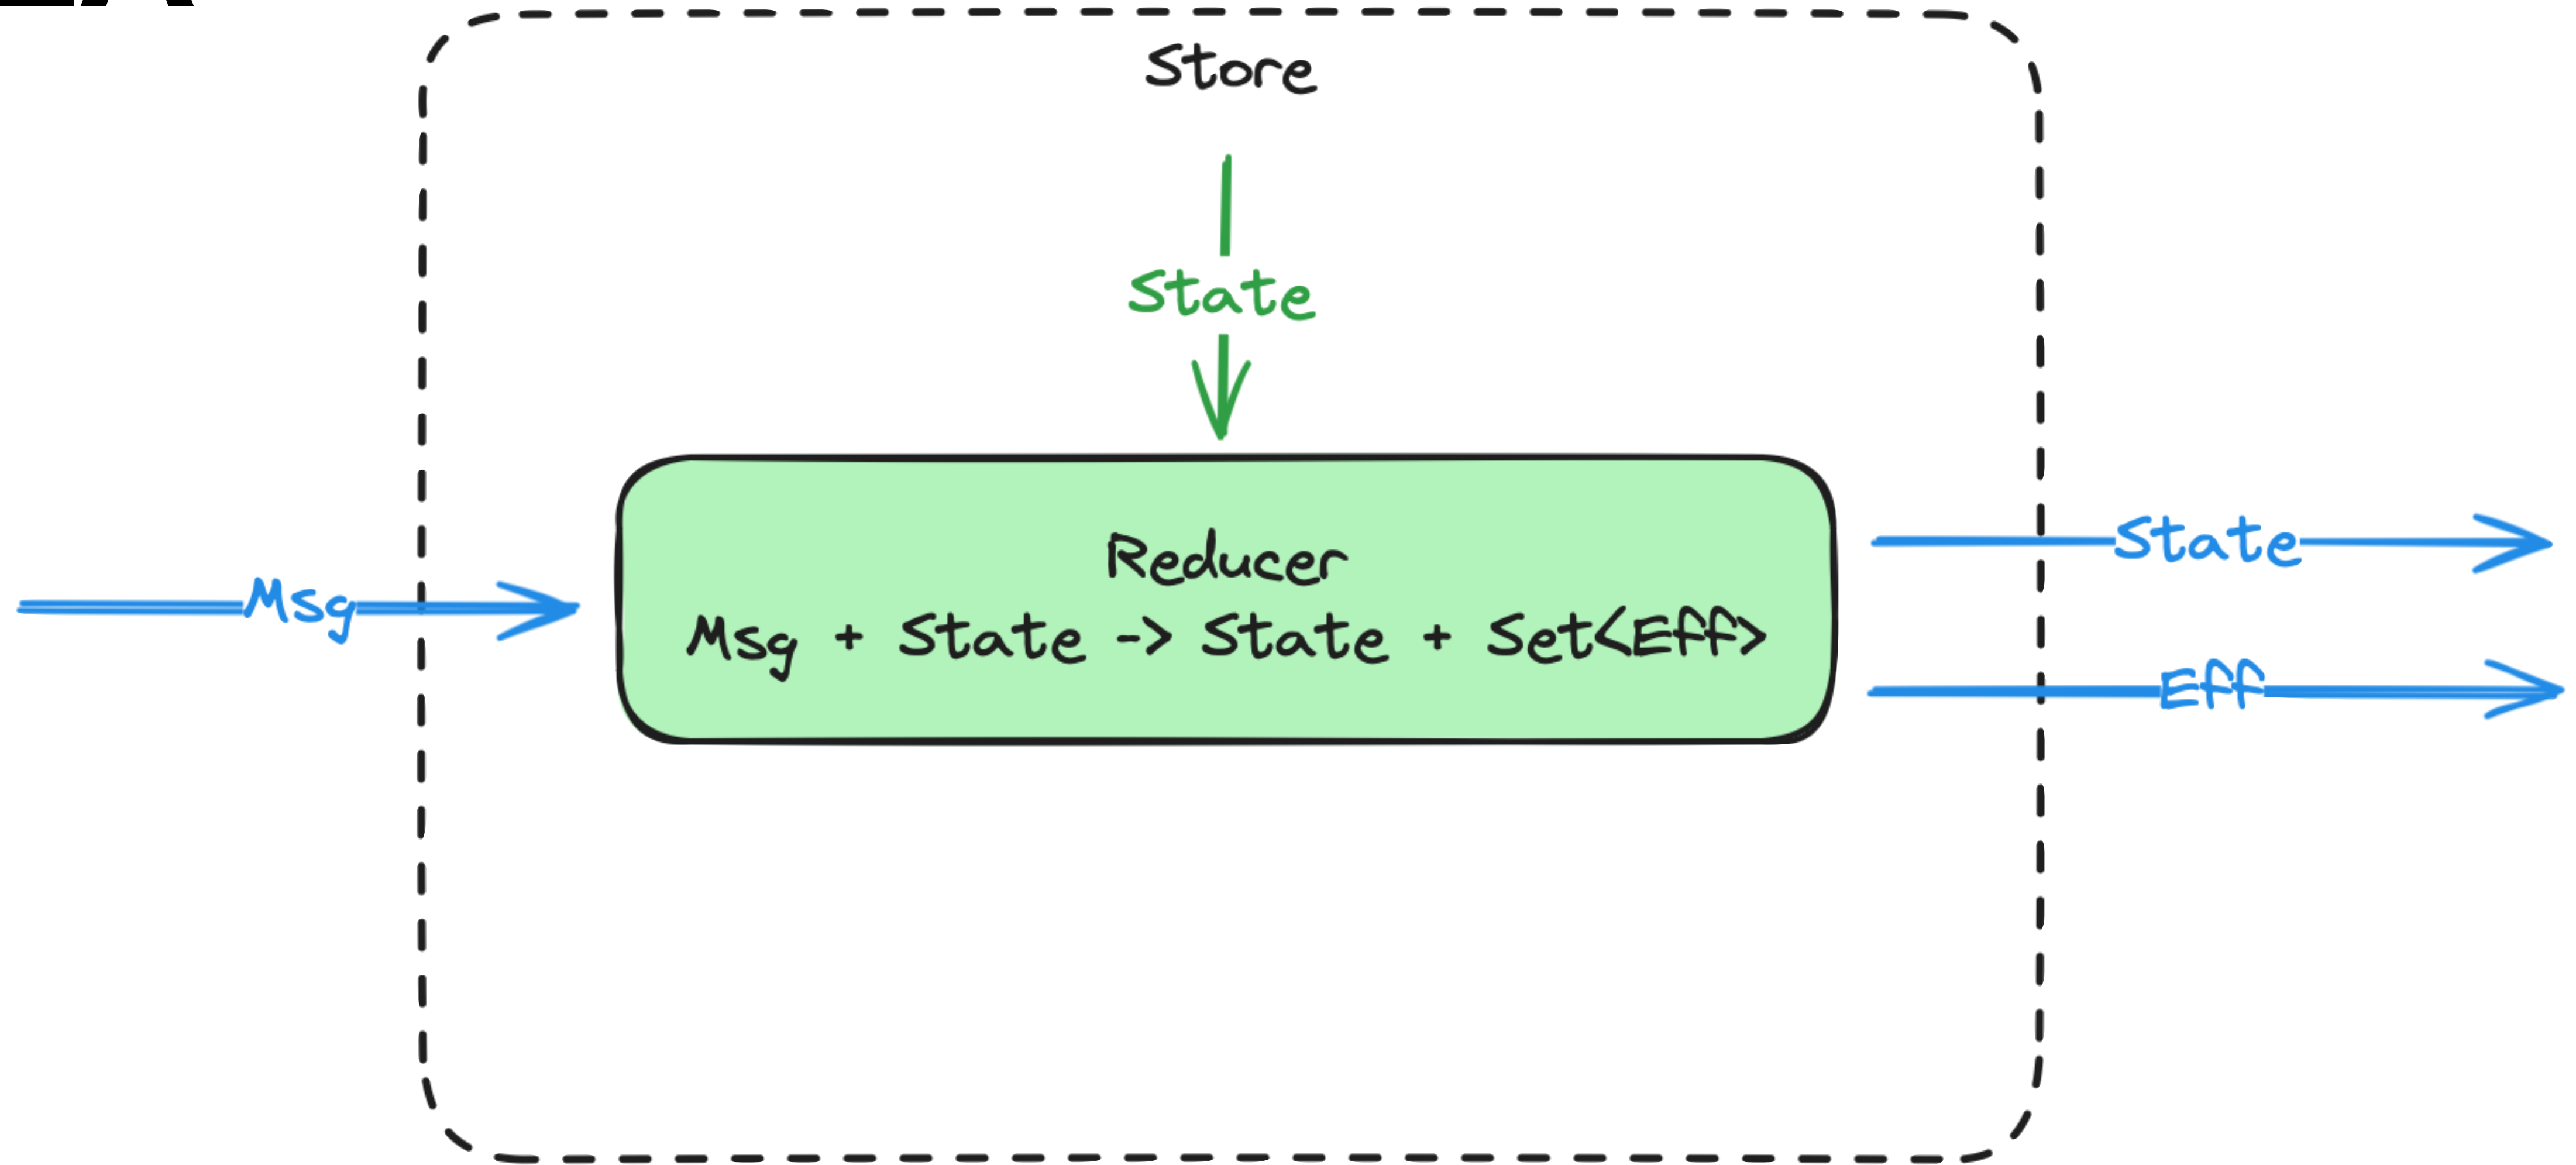 Store
State
Msg
Reducer
Msg + State -> State + Set<Eff>
State
Eff